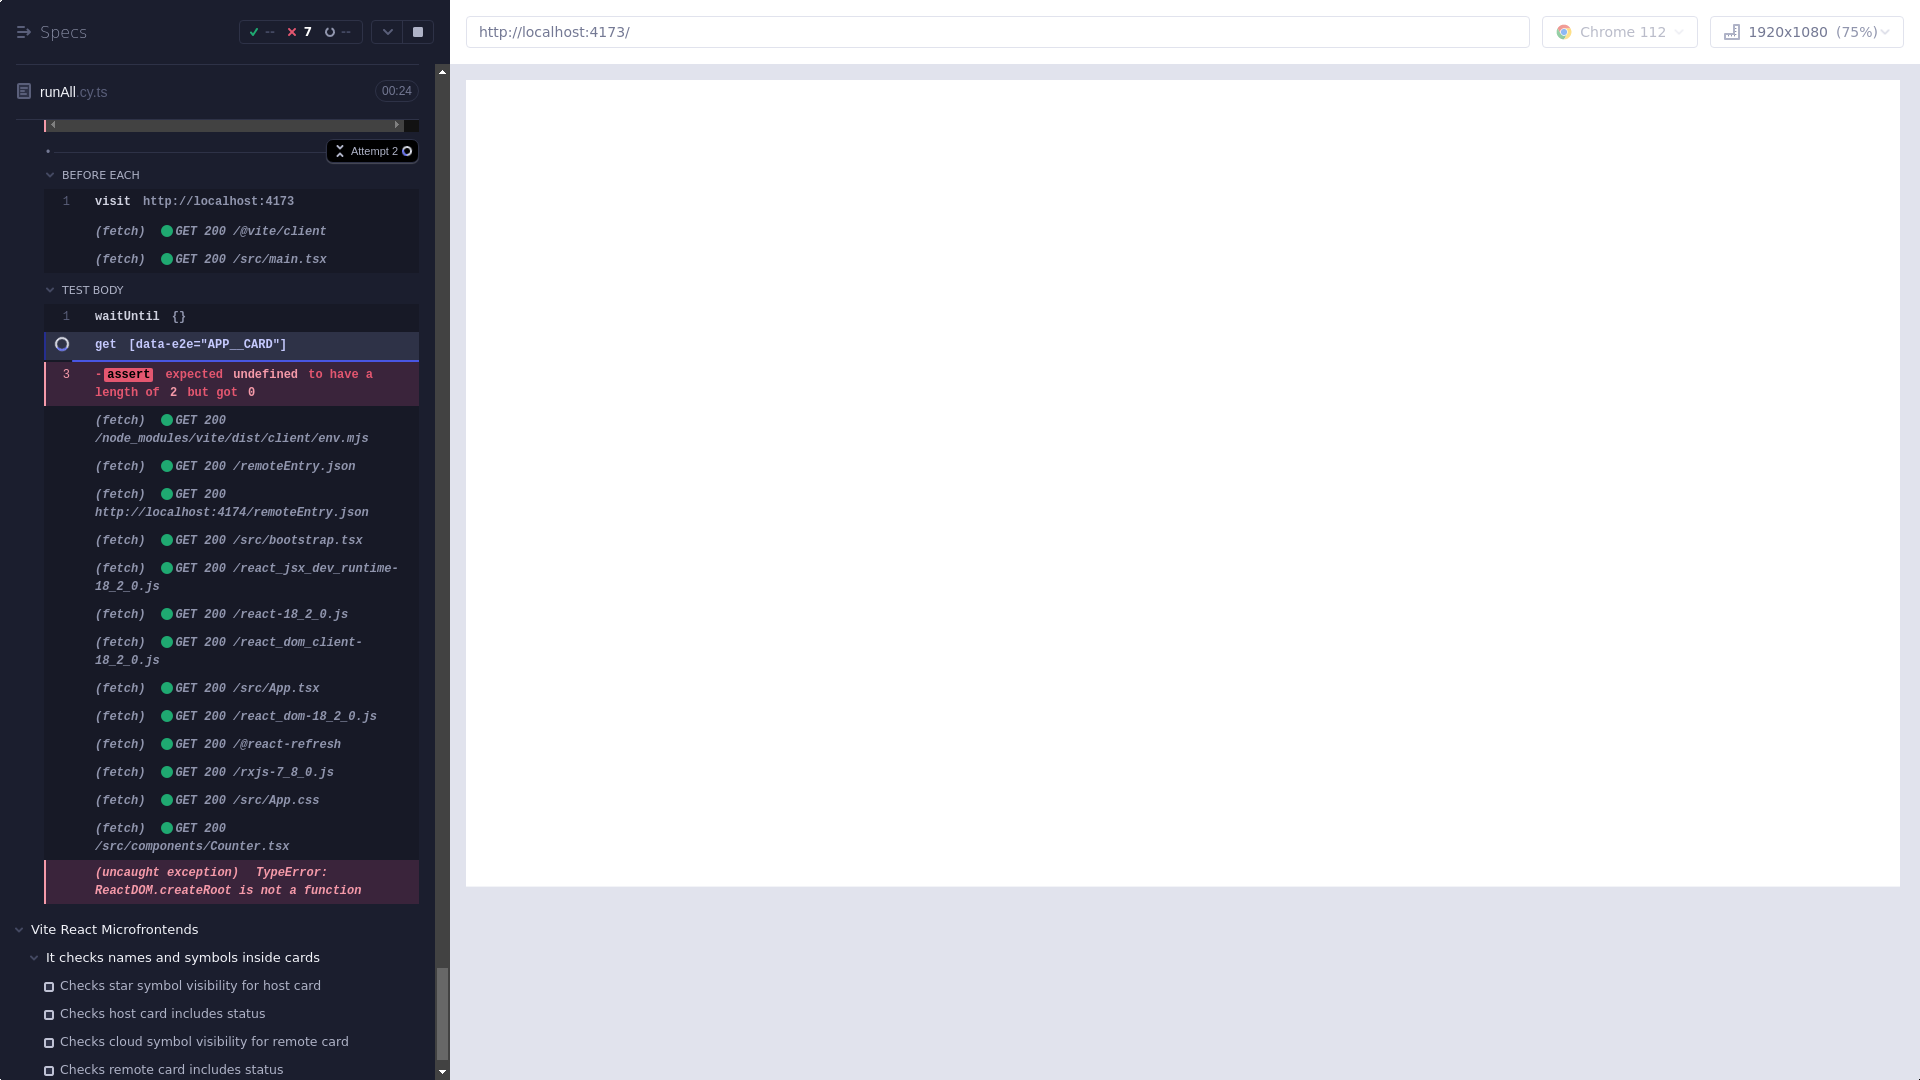 Specs
-- 7 --
runAll.cy.ts 00:24
Attempt 2
BEFORE EACH
1 visit http://localhost:4173
(fetch) GET 200 /@vite/client
(fetch) GET 200 /src/main.tsx
TEST BODY
1 waitUntil {}
get [data-e2e="APP__CARD"]
3 -assert expected undefined to have a
length of 2 but got 0
(fetch) GET 200
/node_modules/vite/dist/client/env.mjs
(fetch) GET 200 /remoteEntry.json
(fetch) GET 200
http://localhost:4174/remoteEntry.json
(fetch) GET 200 /src/bootstrap.tsx
(fetch) GET 200 /react_jsx_dev_runtime-
18_2_0.js
(fetch) GET 200 /react-18_2_0.js
(fetch) GET 200 /react_dom_client-
18_2_0.js
(fetch) GET 200 /src/App.tsx
(fetch) GET 200 /react_dom-18_2_0.js
(fetch) GET 200 /@react-refresh
(fetch) GET 200 /rxjs-7_8_0.js
(fetch) GET 200 /src/App.css
(fetch) GET 200
/src/components/Counter.tsx
(uncaught exception) TypeError:
ReactDOM.createRoot is not a function
Vite React Microfrontends
It checks names and symbols inside cards
Checks star symbol visibility for host card
Checks host card includes status
Checks cloud symbol visibility for remote card
Checks remote card includes status
http://localhost:4173/
Chrome 112
1920x1080 (75%)